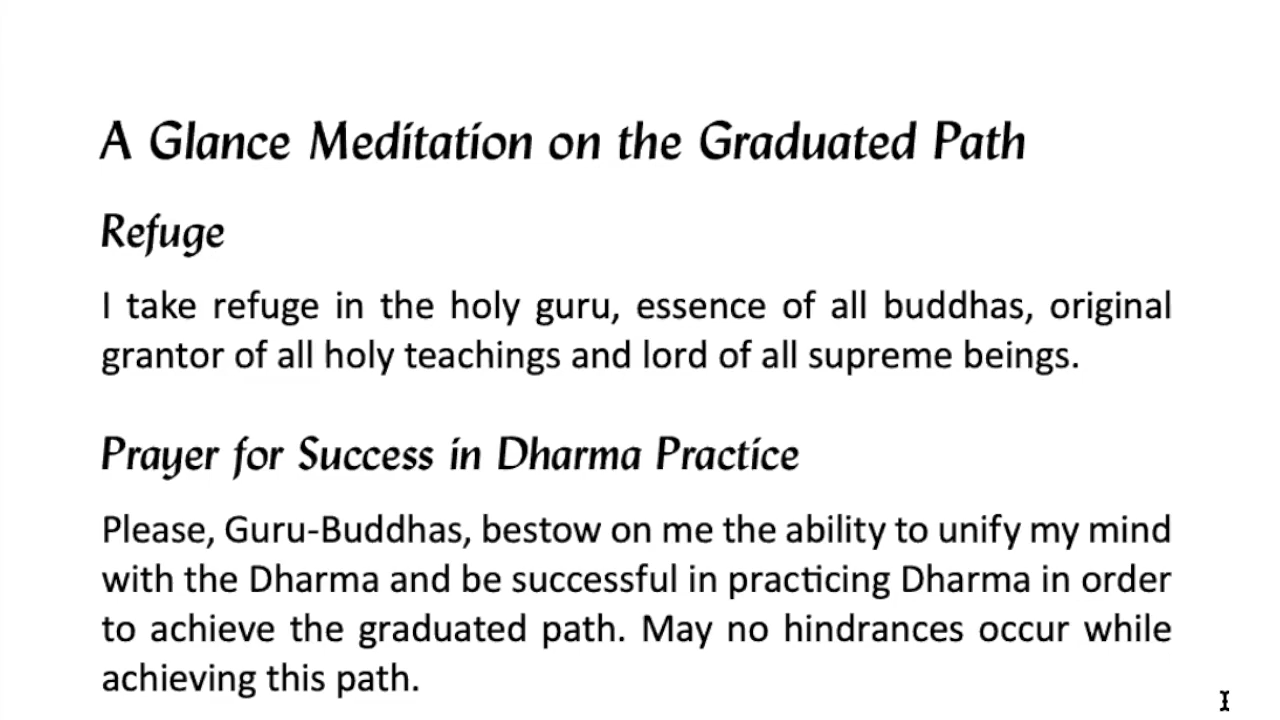 A Glance Meditation on the Graduated Path
Refuge
I take refuge in the holy guru, essence of all buddhas, original
grantor of all holy teachings and lord of all supreme beings.
Prayer for Success in Dharma Practice
Please, Guru-Buddhas, bestow on me the ability to unify my mind
with the Dharma and be successful in practicing Dharma in order
to achieve the graduated path. May no hindrances occur while
achieving this path.